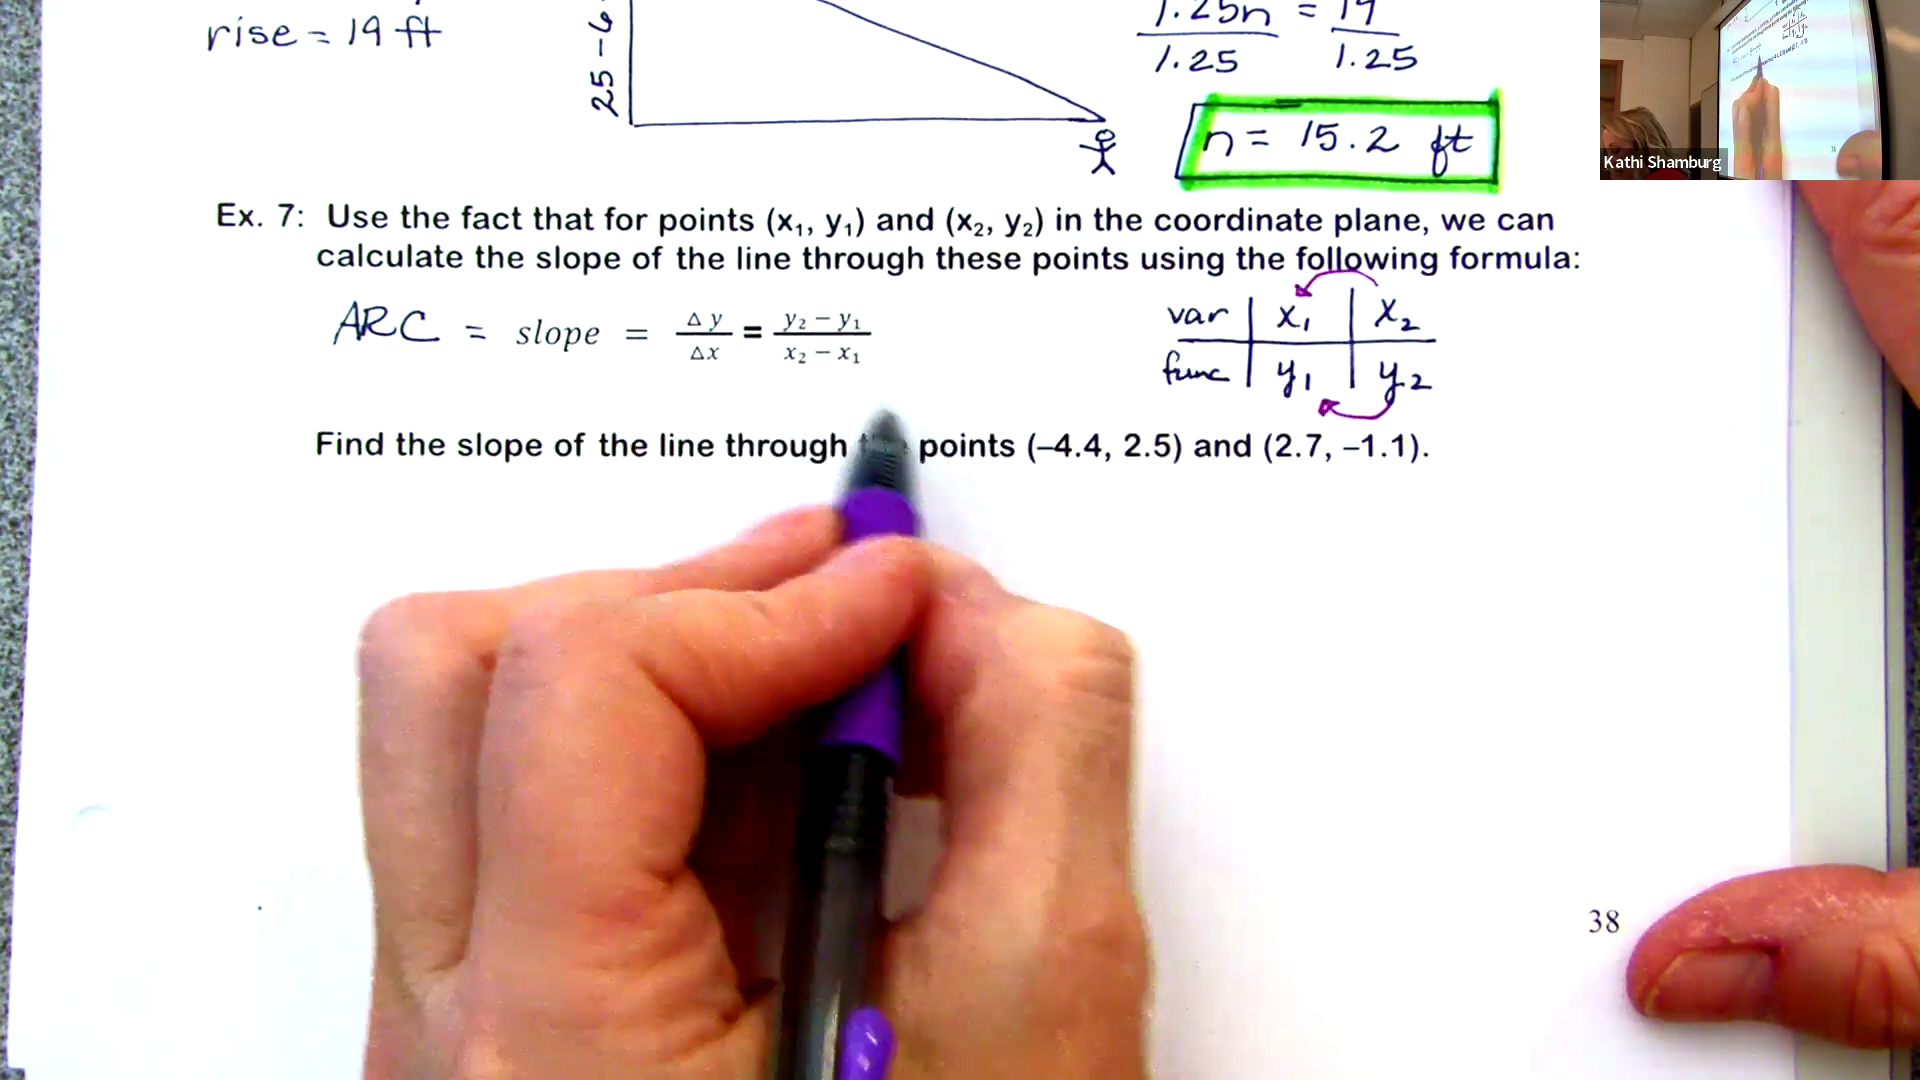 rise = 19 ft
25-6
1.25n = 19
1.25 1.25
n = 15.2 ft
Kathi Shamburg
Ex. 7: Use the fact that for points (x₁, y₁) and (x₂, y₂) in the coordinate plane, we can
calculate the slope of the line through these points using the following formula:
ARC = slope = Δy/Δx = y₂ − y₁/x₂ − x₁
var x₁ x₂
func y₁ y₂
Find the slope of the line through points (–4.4, 2.5) and (2.7, –1.1).
38